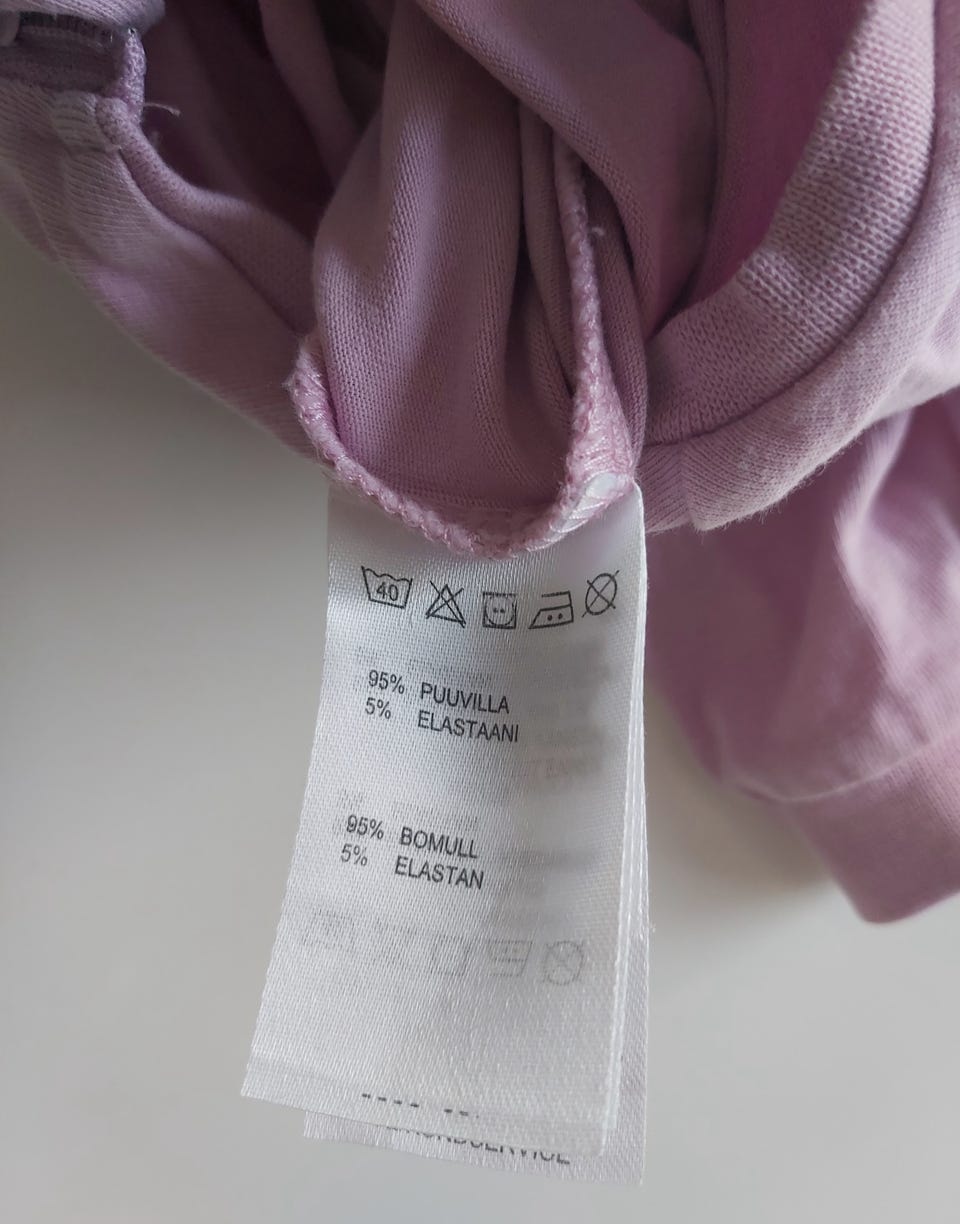 40
95% PUUVILLA
5% ELASTAANI
95% BOMULL
5% ELASTAN